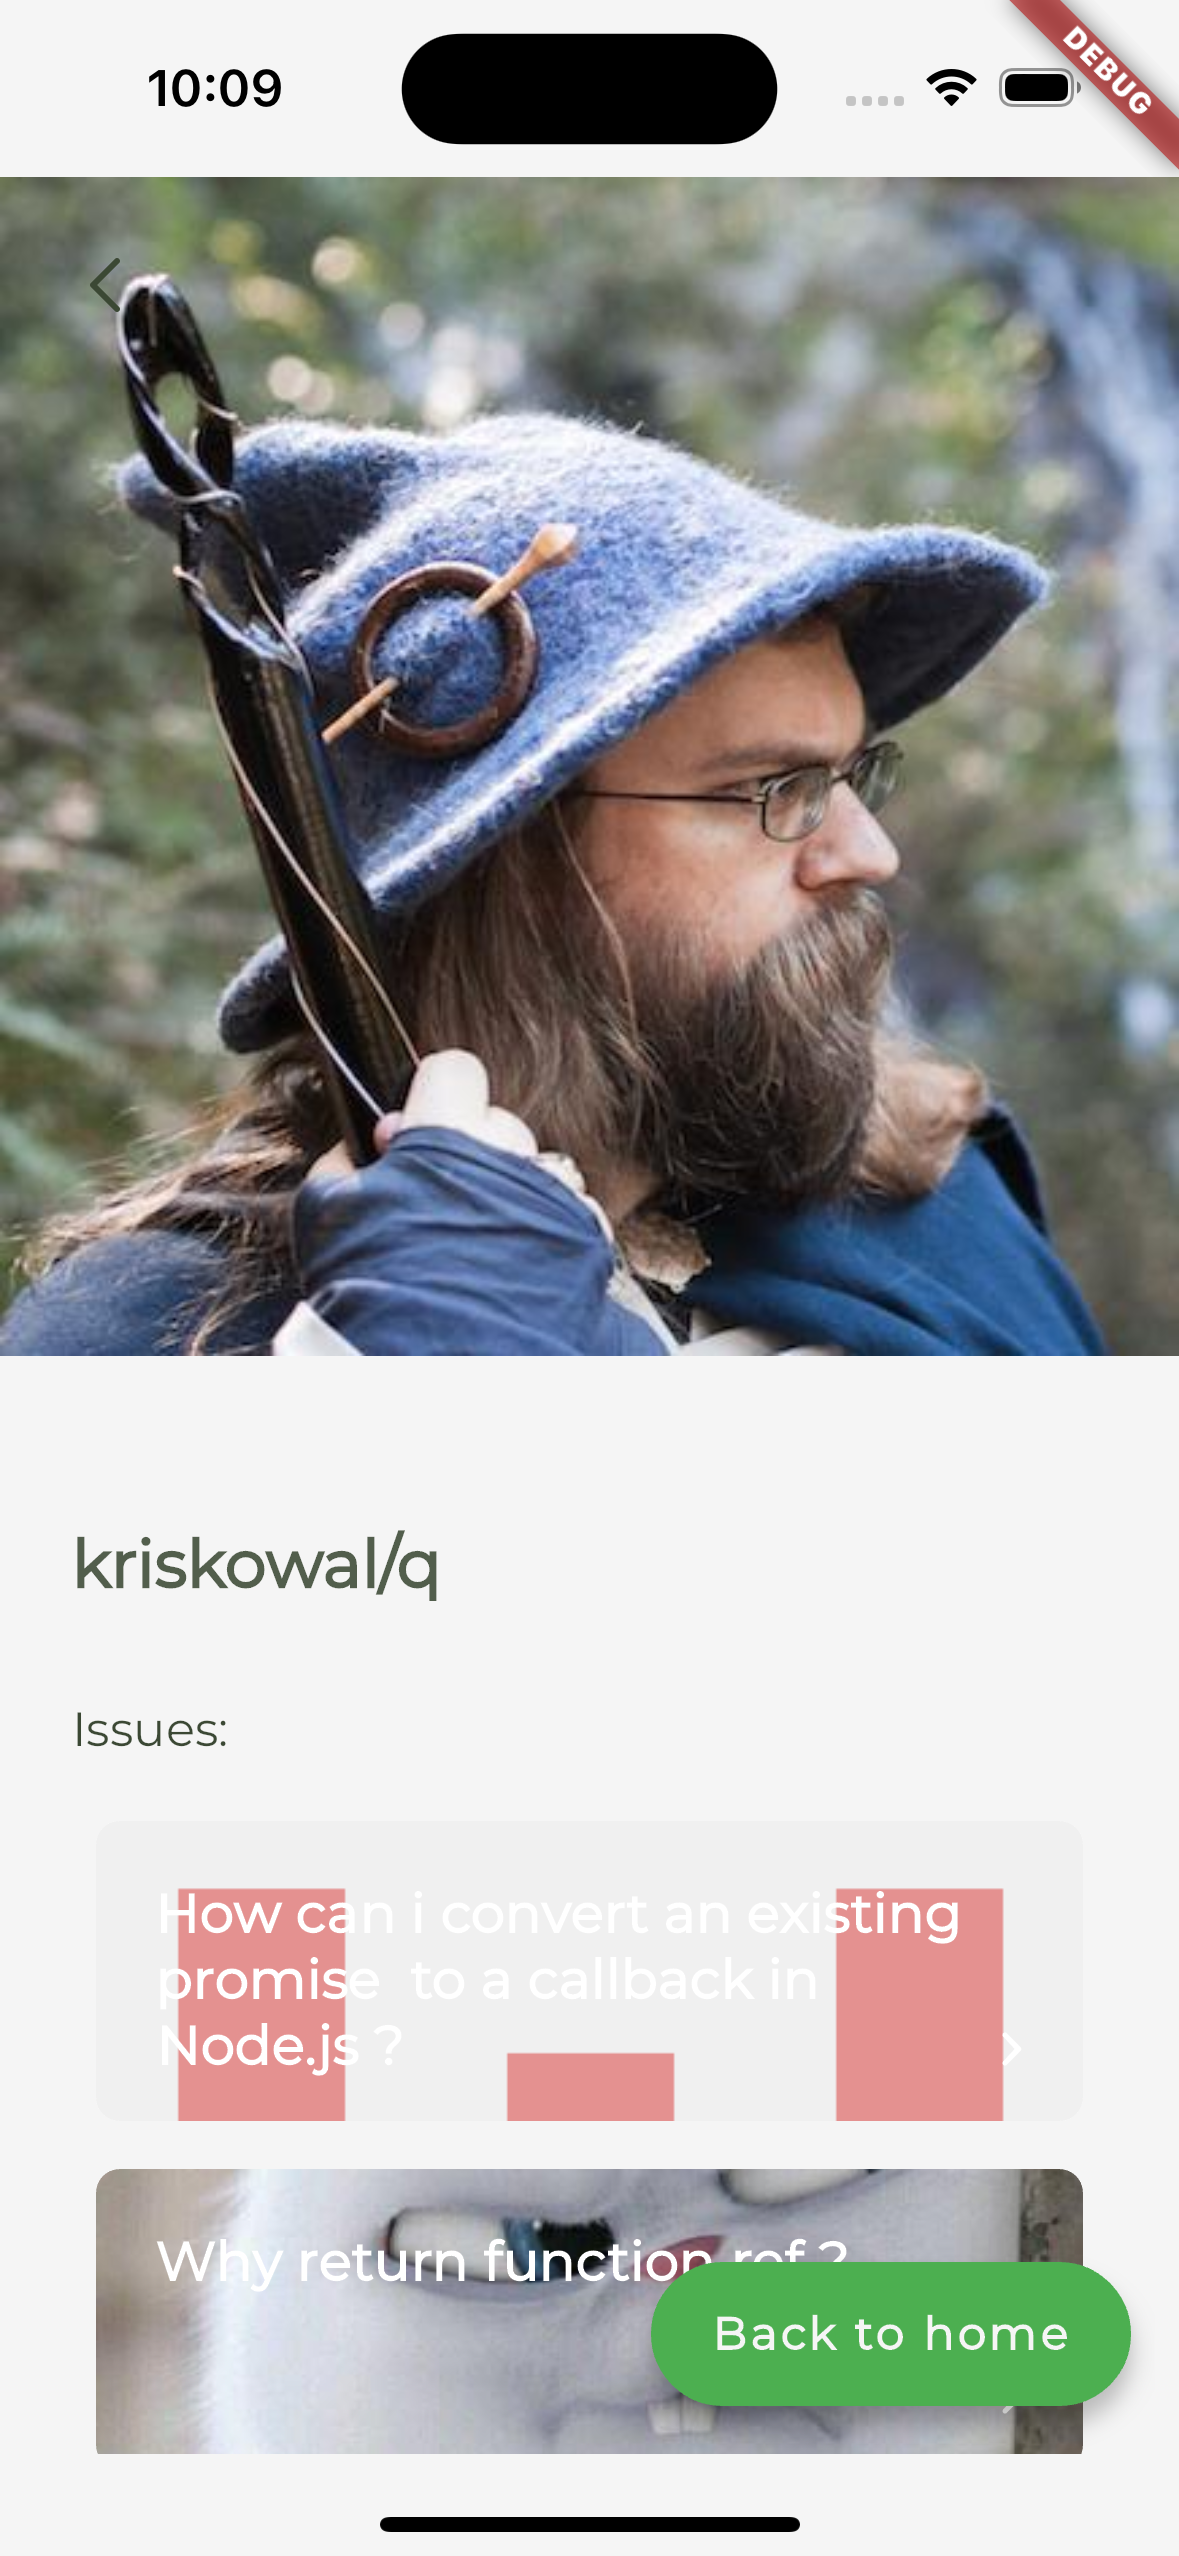 10:09
DEBUG
kriskowal/q
Issues:
How can i convert an existing
promise  to a callback in
Node.js ?
Why return function ref ?
Back to home